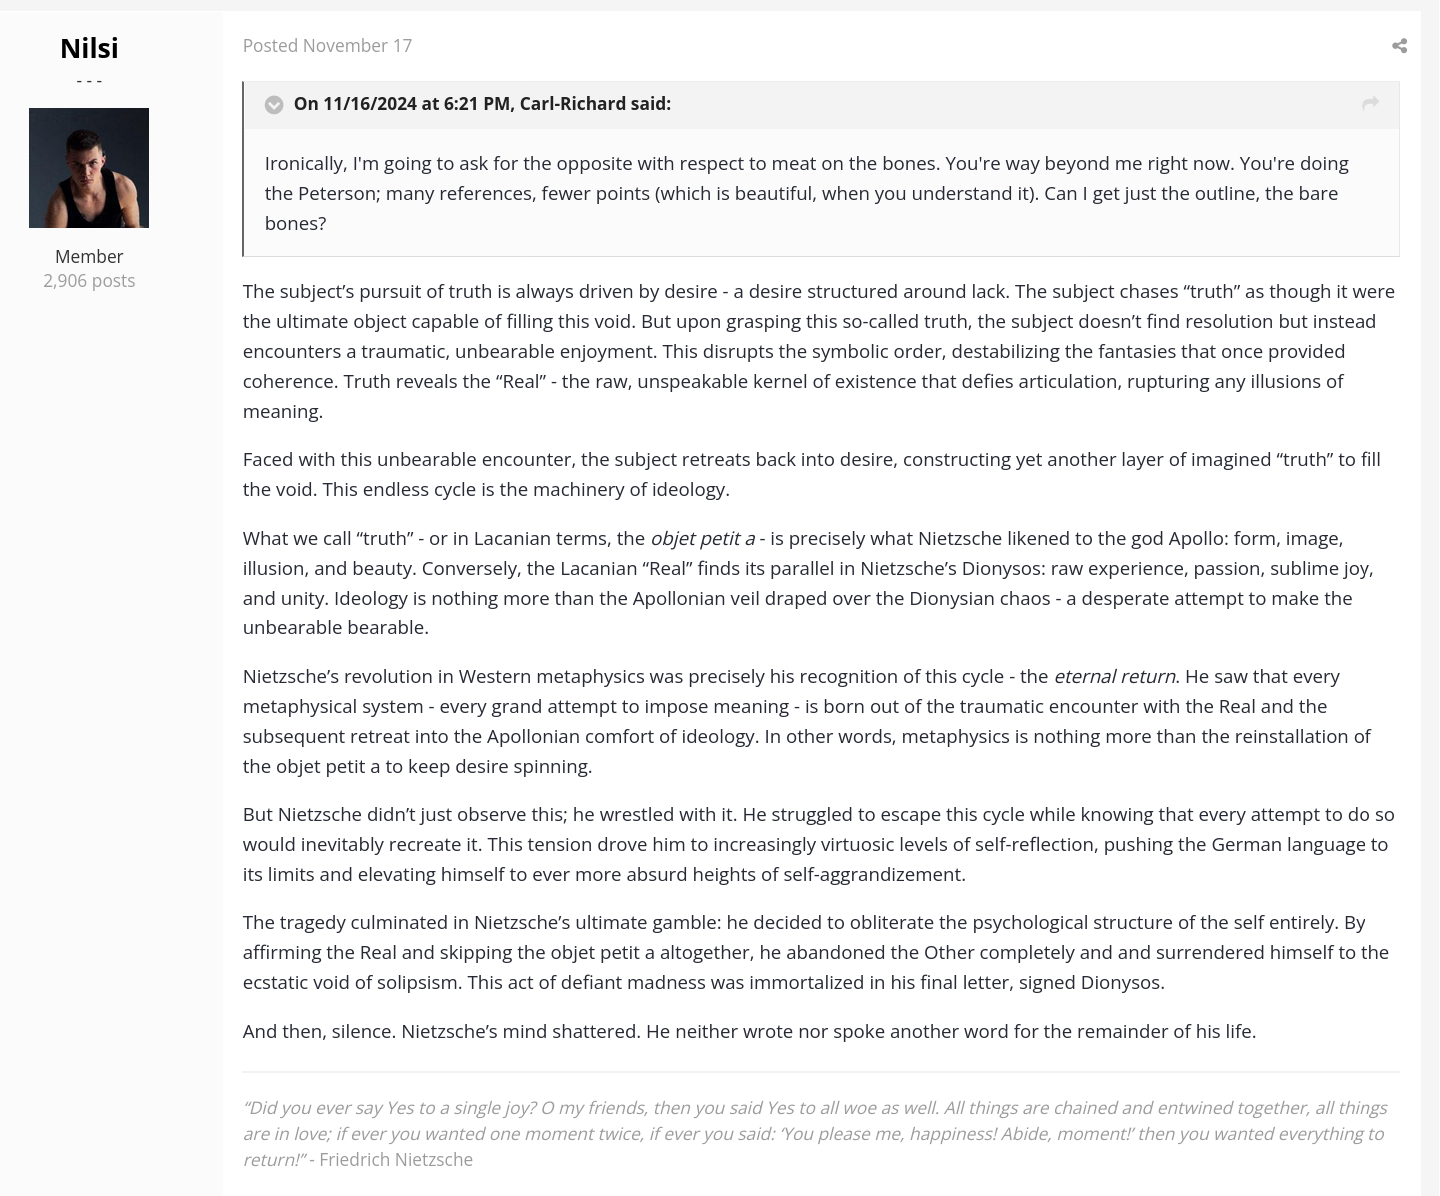 Nilsi
- - -
Member
2,906 posts
Posted November 17
On 11/16/2024 at 6:21 PM, Carl-Richard said:
Ironically, I'm going to ask for the opposite with respect to meat on the bones. You're way beyond me right now. You're doing
the Peterson; many references, fewer points (which is beautiful, when you understand it). Can I get just the outline, the bare
bones?
The subject’s pursuit of truth is always driven by desire - a desire structured around lack. The subject chases “truth” as though it were
the ultimate object capable of filling this void. But upon grasping this so-called truth, the subject doesn’t find resolution but instead
encounters a traumatic, unbearable enjoyment. This disrupts the symbolic order, destabilizing the fantasies that once provided
coherence. Truth reveals the “Real” - the raw, unspeakable kernel of existence that defies articulation, rupturing any illusions of
meaning.
Faced with this unbearable encounter, the subject retreats back into desire, constructing yet another layer of imagined “truth” to fill
the void. This endless cycle is the machinery of ideology.
What we call “truth” - or in Lacanian terms, the objet petit a - is precisely what Nietzsche likened to the god Apollo: form, image,
illusion, and beauty. Conversely, the Lacanian “Real” finds its parallel in Nietzsche’s Dionysos: raw experience, passion, sublime joy,
and unity. Ideology is nothing more than the Apollonian veil draped over the Dionysian chaos - a desperate attempt to make the
unbearable bearable.
Nietzsche’s revolution in Western metaphysics was precisely his recognition of this cycle - the eternal return. He saw that every
metaphysical system - every grand attempt to impose meaning - is born out of the traumatic encounter with the Real and the
subsequent retreat into the Apollonian comfort of ideology. In other words, metaphysics is nothing more than the reinstallation of
the objet petit a to keep desire spinning.
But Nietzsche didn’t just observe this; he wrestled with it. He struggled to escape this cycle while knowing that every attempt to do so
would inevitably recreate it. This tension drove him to increasingly virtuosic levels of self-reflection, pushing the German language to
its limits and elevating himself to ever more absurd heights of self-aggrandizement.
The tragedy culminated in Nietzsche’s ultimate gamble: he decided to obliterate the psychological structure of the self entirely. By
affirming the Real and skipping the objet petit a altogether, he abandoned the Other completely and and surrendered himself to the
ecstatic void of solipsism. This act of defiant madness was immortalized in his final letter, signed Dionysos.
And then, silence. Nietzsche’s mind shattered. He neither wrote nor spoke another word for the remainder of his life.
“Did you ever say Yes to a single joy? O my friends, then you said Yes to all woe as well. All things are chained and entwined together, all things
are in love; if ever you wanted one moment twice, if ever you said: ‘You please me, happiness! Abide, moment!’ then you wanted everything to
return!” - Friedrich Nietzsche